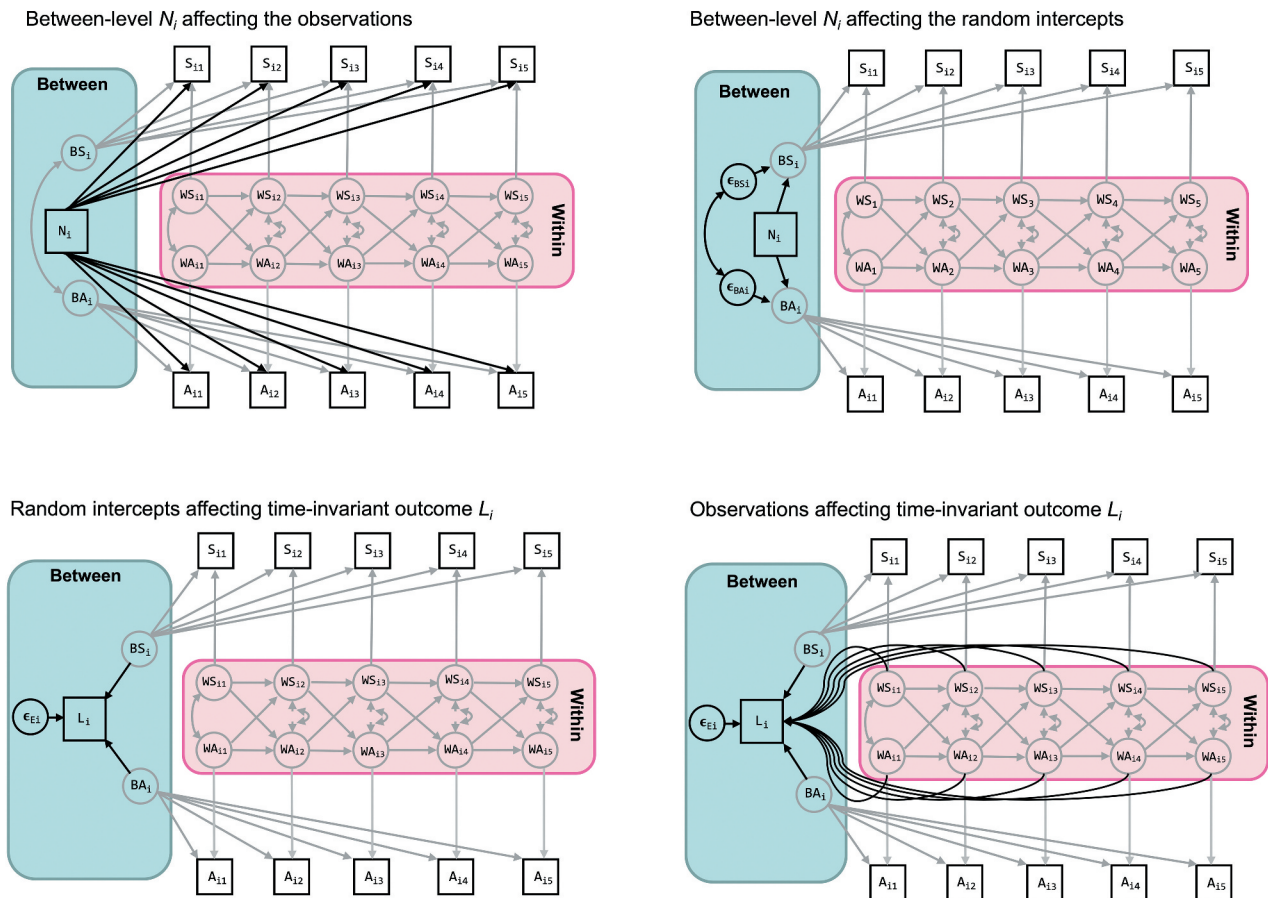 Between-level Nᵢ affecting the observations
Between
S_i1 S_i2 S_i3 S_i4 S_i5
BS_i
N_i
BA_i
WS_i1 WS_i2 WS_i3 WS_i4 WS_i5
WA_i1 WA_i2 WA_i3 WA_i4 WA_i5
Within
A_i1 A_i2 A_i3 A_i4 A_i5
Between-level Nᵢ affecting the random intercepts
Between
S_i1 S_i2 S_i3 S_i4 S_i5
BS_i
ϵ_BSi
N_i
ϵ_BAi
BA_i
WS_1 WS_2 WS_3 WS_4 WS_5
WA_1 WA_2 WA_3 WA_4 WA_5
Within
A_i1 A_i2 A_i3 A_i4 A_i5
Random intercepts affecting time-invariant outcome Lᵢ
Between
S_i1 S_i2 S_i3 S_i4 S_i5
BS_i
ϵ_Ei
L_i
BA_i
WS_i1 WS_i2 WS_i3 WS_i4 WS_i5
WA_i1 WA_i2 WA_i3 WA_i4 WA_i5
Within
A_i1 A_i2 A_i3 A_i4 A_i5
Observations affecting time-invariant outcome Lᵢ
Between
S_i1 S_i2 S_i3 S_i4 S_i5
BS_i
ϵ_Ei
L_i
BA_i
WS_i1 WS_i2 WS_i3 WS_i4 WS_i5
WA_i1 WA_i2 WA_i3 WA_i4 WA_i5
Within
A_i1 A_i2 A_i3 A_i4 A_i5